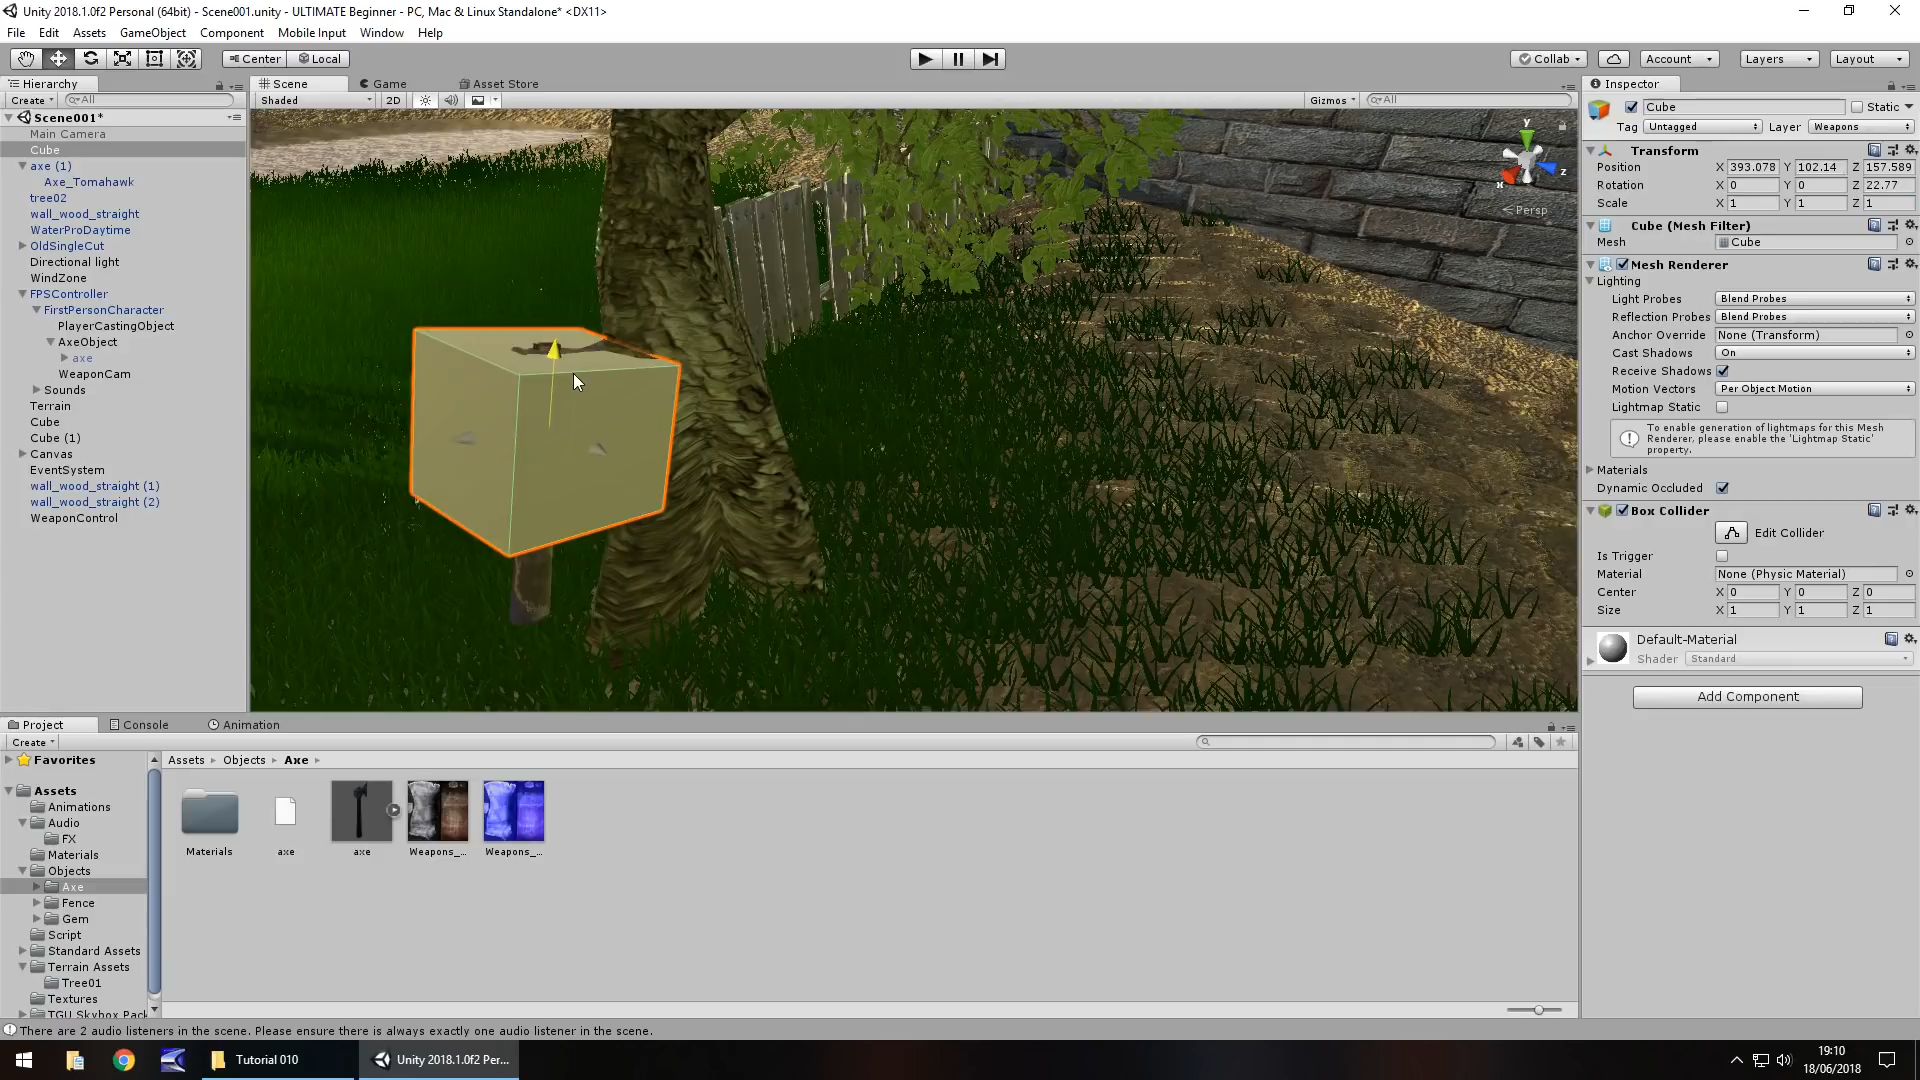 Unity 2018.1.0f2 Personal (64bit) - Scene001.unity - ULTIMATE Beginner - PC, Mac & Linux Standalone* <DX11>
File Edit Assets GameObject Component Mobile Input Window Help
Center Local Collab Account Layers Layout
Hierarchy Scene Game Asset Store Inspector
Create All Shaded 2D Gizmos All
Scene001*
Main Camera
Cube
axe (1)
Axe_Tomahawk
tree02
wall_wood_straight
WaterProDaytime
OldSingleCut
Directional light
WindZone
FPSController
FirstPersonCharacter
PlayerCastingObject
AxeObject
axe
WeaponCam
Sounds
Terrain
Cube
Cube (1)
Canvas
EventSystem
wall_wood_straight (1)
wall_wood_straight (2)
WeaponControl
y
x
z
Persp
Cube Static
Tag Untagged Layer Weapons
Transform
Position X 393.078 Y 102.14 Z 157.589
Rotation X 0 Y 0 Z 22.77
Scale X 1 Y 1 Z 1
Cube (Mesh Filter)
Mesh Cube
Mesh Renderer
Lighting
Light Probes Blend Probes
Reflection Probes Blend Probes
Anchor Override None (Transform)
Cast Shadows On
Receive Shadows
Motion Vectors Per Object Motion
Lightmap Static
To enable generation of lightmaps for this Mesh
Renderer, please enable the 'Lightmap Static'
property.
Materials
Dynamic Occluded
Box Collider
Edit Collider
Is Trigger
Material None (Physic Material)
Center X 0 Y 0 Z 0
Size X 1 Y 1 Z 1
Default-Material
Shader Standard
Add Component
Project Console Animation
Create
Favorites
Assets
Animations
Audio
FX
Materials
Objects
Axe
Fence
Gem
Script
Standard Assets
Terrain Assets
Tree01
Textures
TGU Skybox Pack
Assets Objects Axe
Materials axe axe Weapons_... Weapons_...
There are 2 audio listeners in the scene. Please ensure there is always exactly one audio listener in the scene.
Tutorial 010 Unity 2018.1.0f2 Per...
19:10
18/06/2018